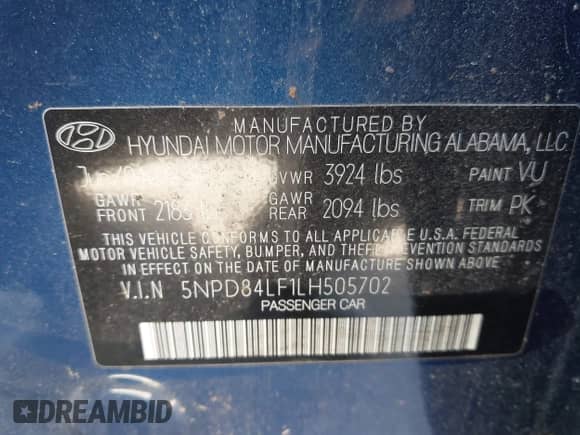 MANUFACTURED BY
HYUNDAI MOTOR MANUFACTURING ALABAMA, LLC
GVWR 3924 lbs PAINT VU
GAWR FRONT GAWR REAR 2094 lbs TRIM PK
THIS VEHICLE CONFORMS TO ALL APPLICABLE U.S.A. FEDERAL
MOTOR VEHICLE SAFETY, BUMPER, AND THEFT PREVENTION STANDARDS
IN EFFECT ON THE DATE OF MANUFACTURE SHOWN ABOVE.
V.I.N 5NPD84LF1LH505702
PASSENGER CAR
DREAMBID